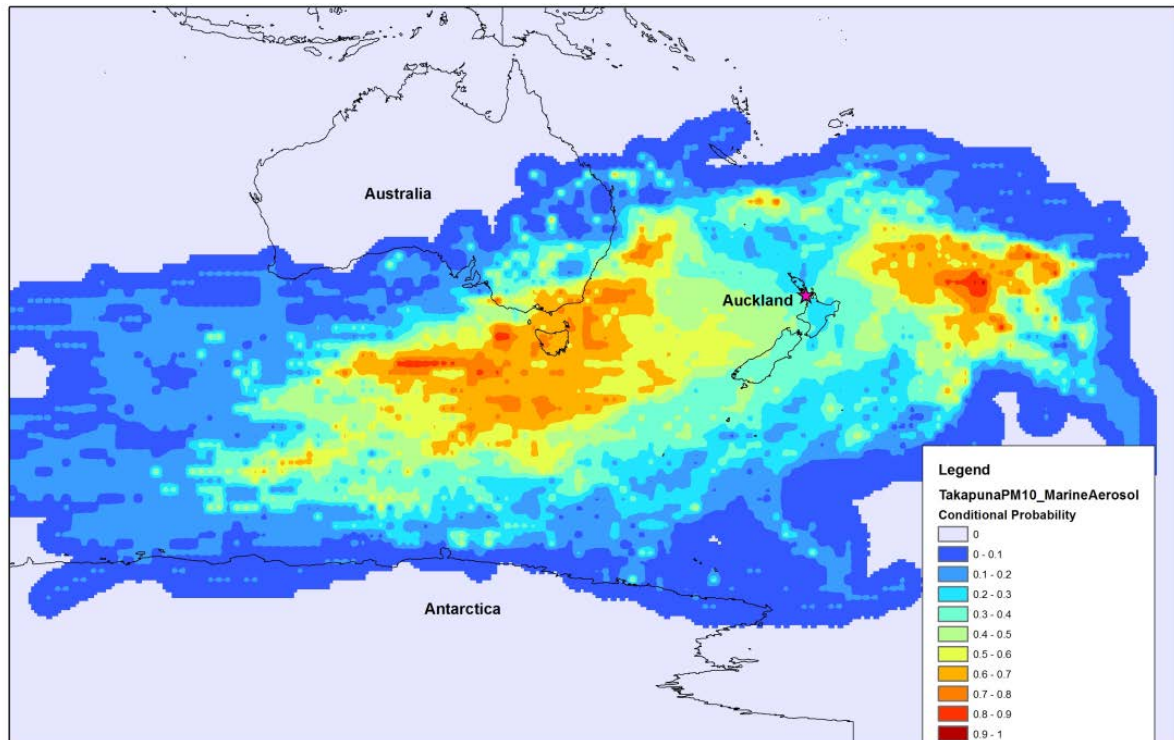 Australia
Auckland
Antarctica
Legend
TakapunaPM10_MarineAerosol
Conditional Probability
0
0 - 0.1
0.1 - 0.2
0.2 - 0.3
0.3 - 0.4
0.4 - 0.5
0.5 - 0.6
0.6 - 0.7
0.7 - 0.8
0.8 - 0.9
0.9 - 1